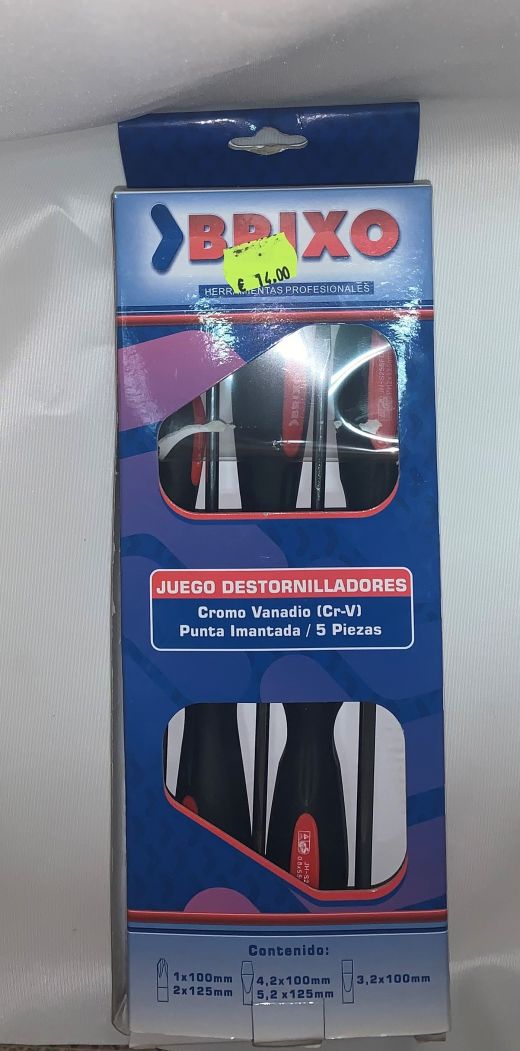 BRIXO
€ 14.00
HERRAMIENTAS PROFESIONALES
JUEGO DESTORNILLADORES
Cromo Vanadio (Cr-V)
Punta Imantada / 5 Piezas
Contenido:
1x100mm 4,2x100mm 3,2x100mm
2x125mm 5,2x125mm